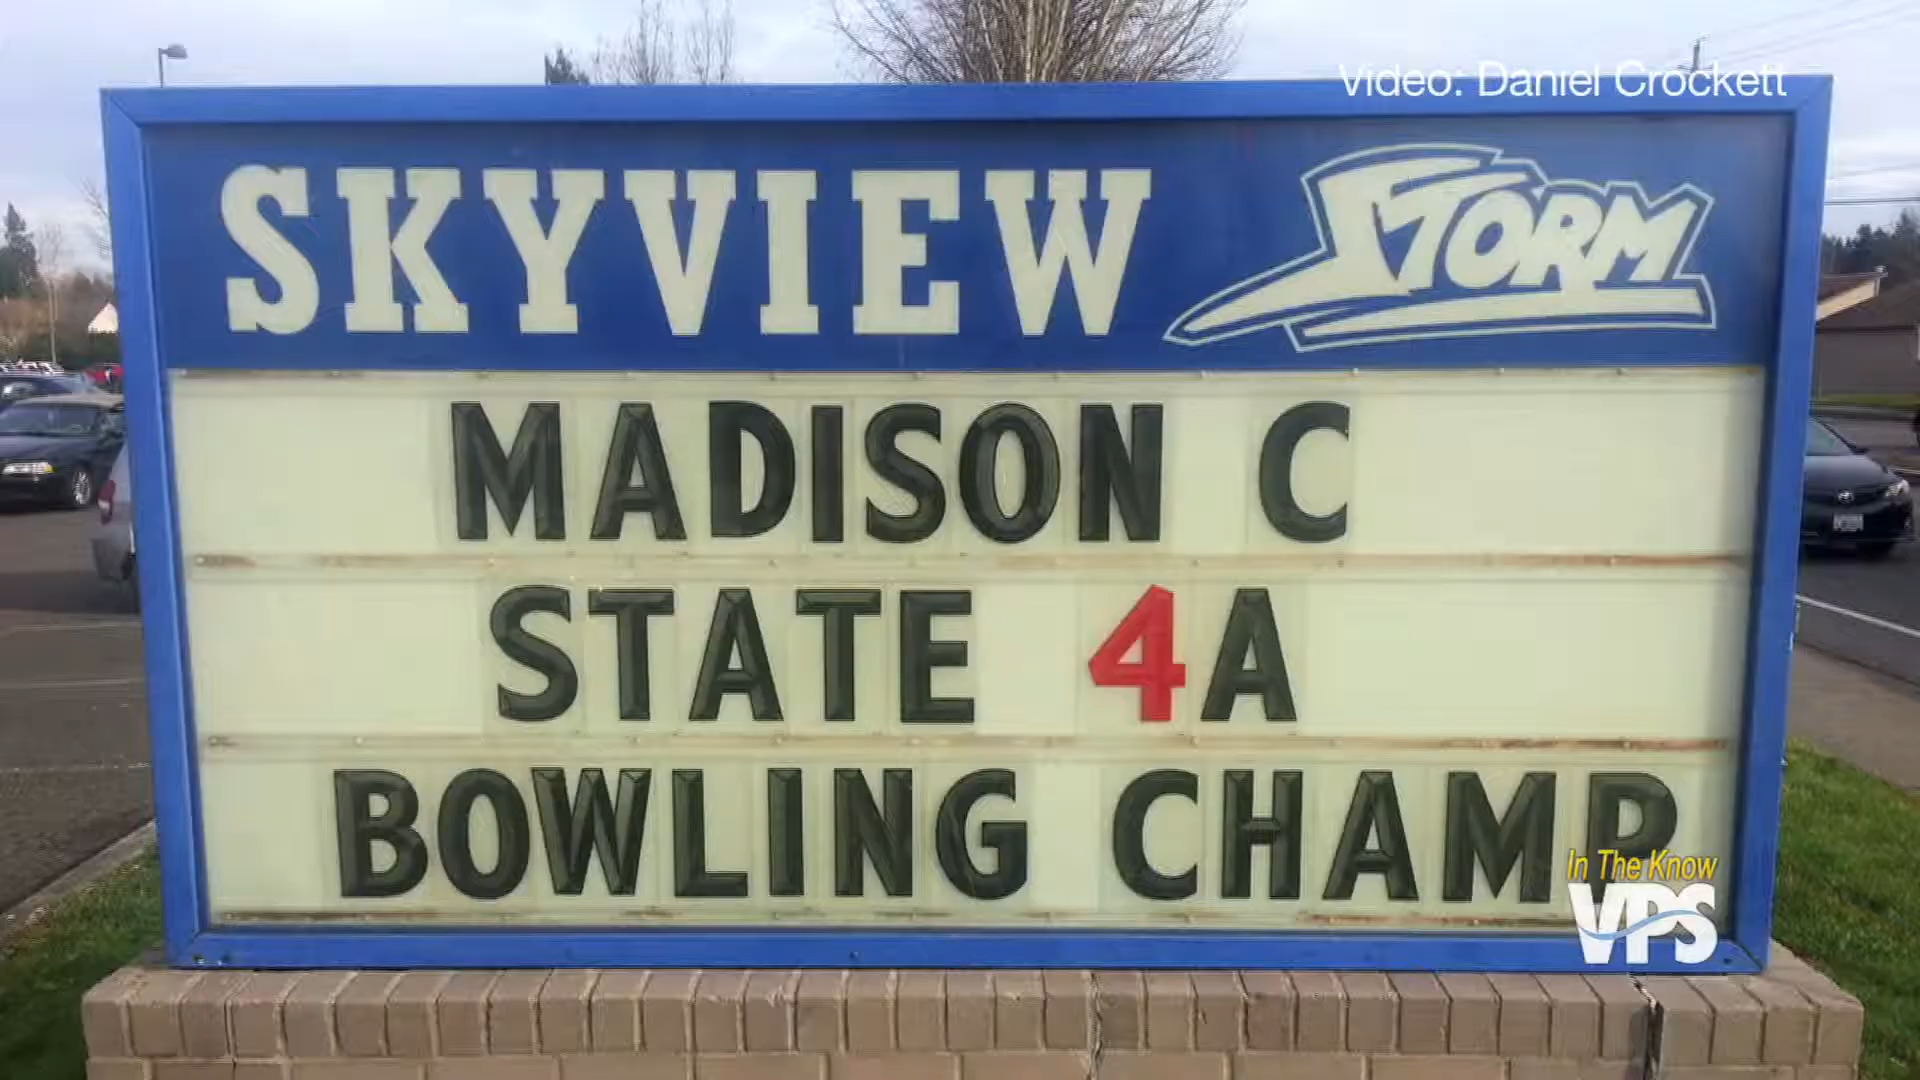 Video: Daniel Crockett
SKYVIEW STORM
MADISON C
STATE 4A
BOWLING CHAMP
In The Know
VPS